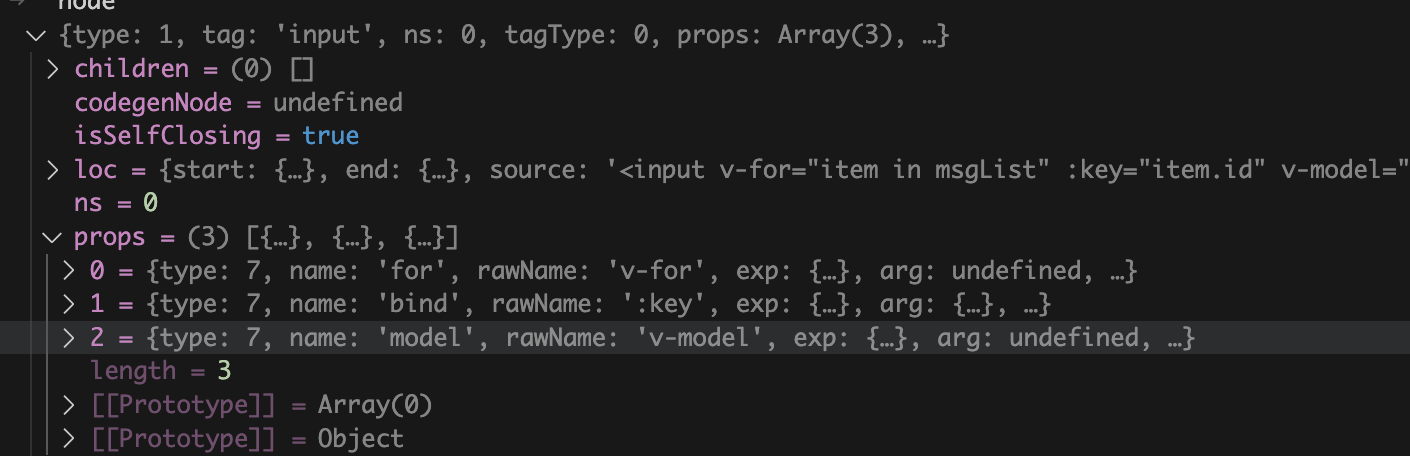 node
{type: 1, tag: 'input', ns: 0, tagType: 0, props: Array(3), …}
children = (0) []
codegenNode = undefined
isSelfClosing = true
loc = {start: {…}, end: {…}, source: '<input v-for="item in msgList" :key="item.id" v-model="
ns = 0
props = (3) [{…}, {…}, {…}]
0 = {type: 7, name: 'for', rawName: 'v-for', exp: {…}, arg: undefined, …}
1 = {type: 7, name: 'bind', rawName: ':key', exp: {…}, arg: {…}, …}
2 = {type: 7, name: 'model', rawName: 'v-model', exp: {…}, arg: undefined, …}
length = 3
[[Prototype]] = Array(0)
[[Prototype]] = Object